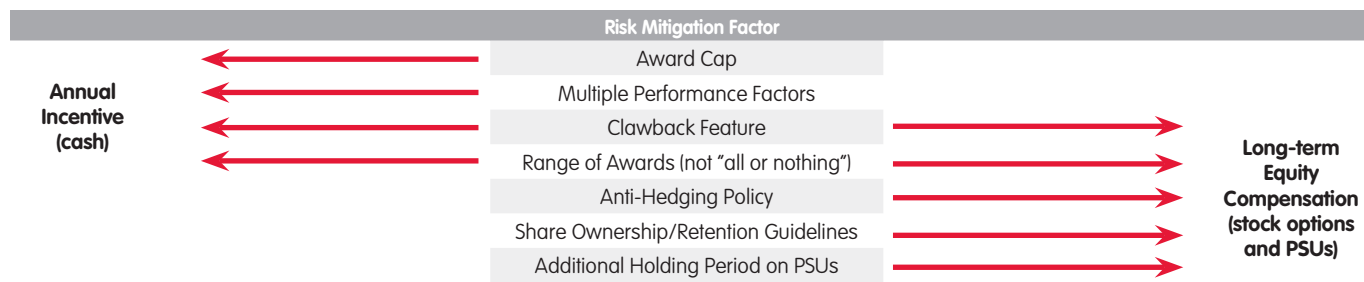 Risk Mitigation Factor
Annual
Incentive
(cash)
Award Cap
Multiple Performance Factors
Clawback Feature
Range of Awards (not “all or nothing”)
Anti-Hedging Policy
Share Ownership/Retention Guidelines
Additional Holding Period on PSUs
Long-term
Equity
Compensation
(stock options
and PSUs)